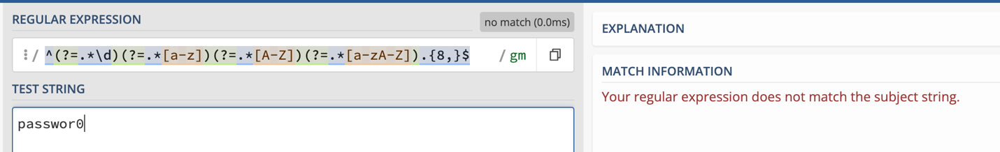 REGULAR EXPRESSION
no match (0.0ms)
/ ^(?=.*\d)(?=.*[a-z])(?=.*[A-Z])(?=.*[a-zA-Z]).{8,}$ / gm
TEST STRING
passwor0
EXPLANATION
MATCH INFORMATION
Your regular expression does not match the subject string.